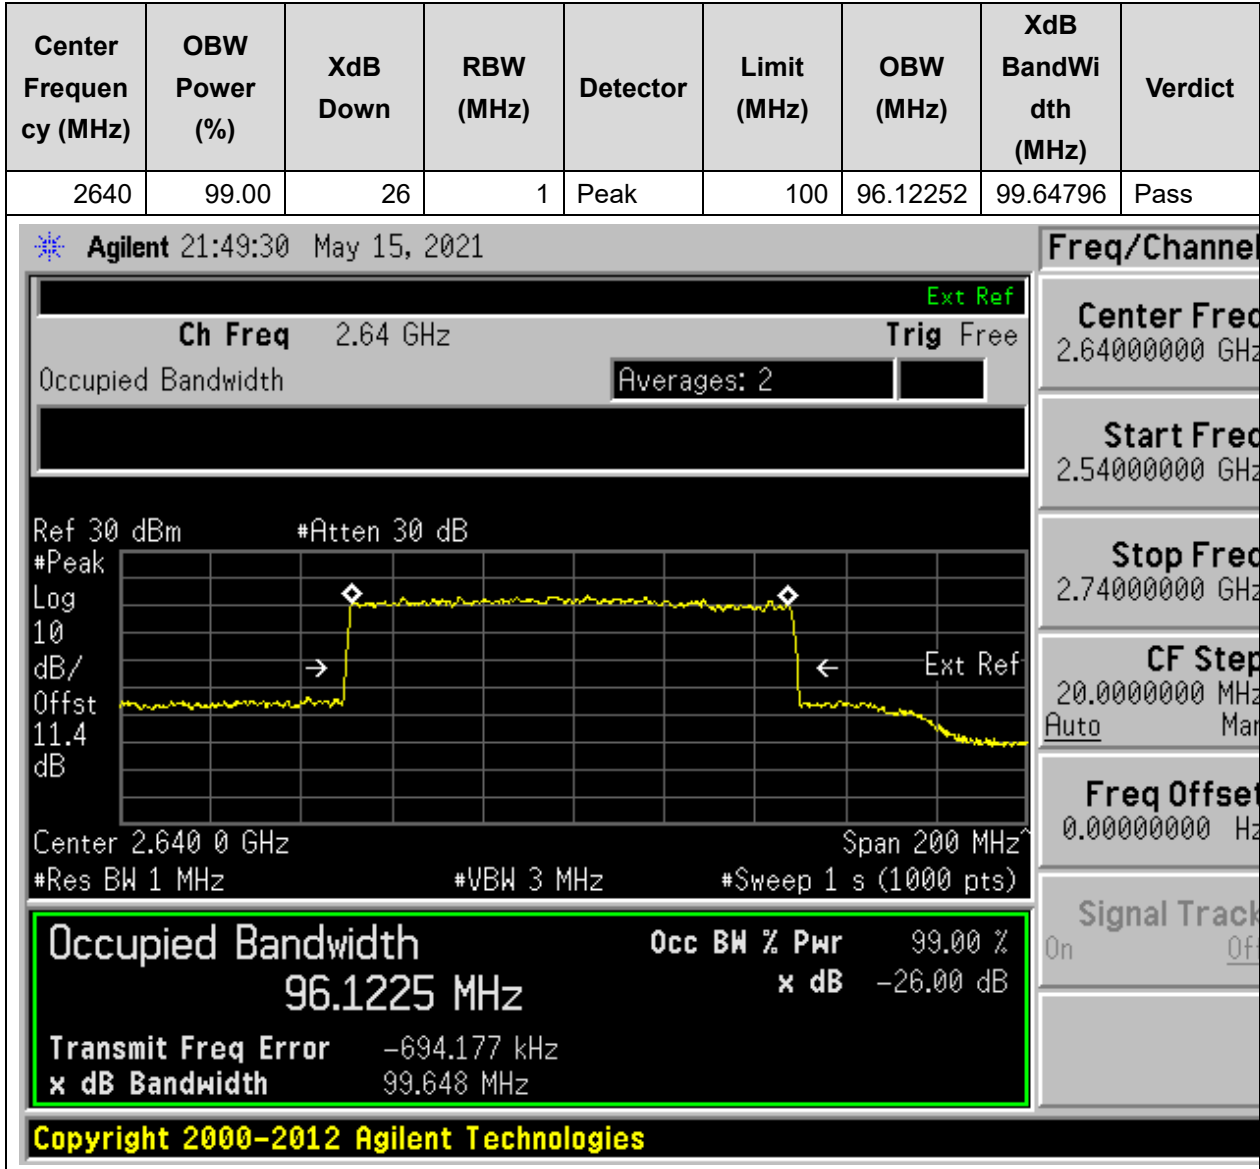 Center Frequen cy (MHz)
OBW Power (%)
XdB Down
RBW (MHz)
Detector
Limit (MHz)
OBW (MHz)
XdB BandWi dth (MHz)
Verdict
2640 99.00 26 1 Peak 100 96.12252 99.64796 Pass
Agilent 21:49:30 May 15, 2021
Freq/Channel
Ext Ref
Ch Freq 2.64 GHz Trig Free
Occupied Bandwidth Averages: 2
Center Freq
2.64000000 GHz
Start Freq
2.54000000 GHz
Stop Freq
2.74000000 GHz
CF Step
20.0000000 MHz
Auto Man
Freq Offset
0.00000000 Hz
Signal Track
On Off
Ref 30 dBm #Atten 30 dB
#Peak
Log
10
dB/
Offst
11.4
dB
Ext Ref
Center 2.640 0 GHz Span 200 MHz^
#Res BW 1 MHz #VBW 3 MHz #Sweep 1 s (1000 pts)
Occupied Bandwidth
96.1225 MHz
Occ BW % Pwr 99.00 %
x dB -26.00 dB
Transmit Freq Error -694.177 kHz
x dB Bandwidth 99.648 MHz
Copyright 2000-2012 Agilent Technologies